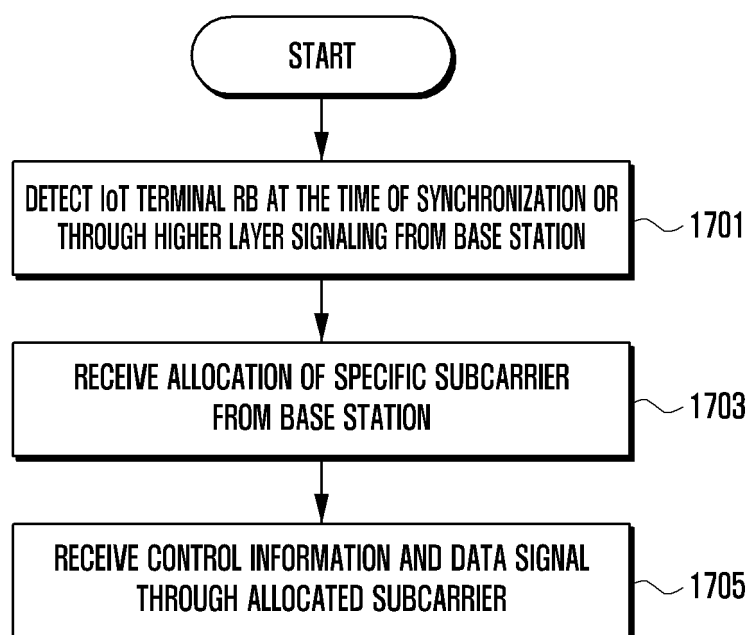 START
DETECT IoT TERMINAL RB AT THE TIME OF SYNCHRONIZATION OR
THROUGH HIGHER LAYER SIGNALING FROM BASE STATION
1701
RECEIVE ALLOCATION OF SPECIFIC SUBCARRIER
FROM BASE STATION
1703
RECEIVE CONTROL INFORMATION AND DATA SIGNAL
THROUGH ALLOCATED SUBCARRIER
1705